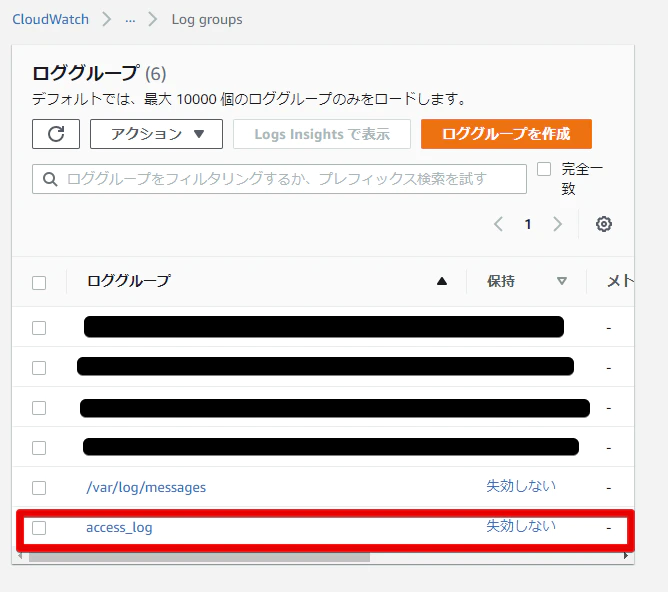 CloudWatch > ... > Log groups
ロググループ (6)
デフォルトでは、最大 10000 個のロググループのみをロードします。
アクション ▼ Logs Insights で表示 ロググループを作成
ロググループをフィルタリングするか、プレフィックス検索を試す 完全一
致
1
ロググループ ▲ 保持 ▽ メト
-
-
-
-
/var/log/messages 失効しない -
access_log 失効しない -